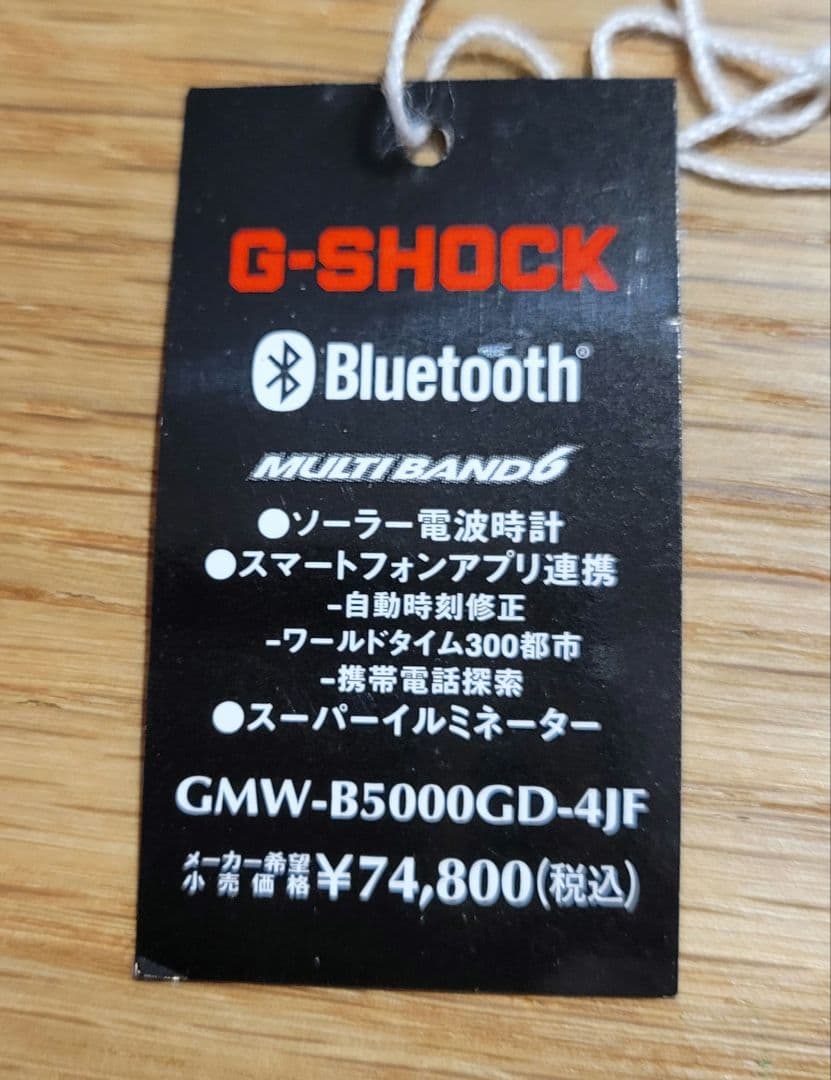 G-SHOCK
Bluetooth®
MULTI BAND 6
●ソーラー電波時計
●スマートフォンアプリ連携
-自動時刻修正
-ワールドタイム300都市
-携帯電話探索
●スーパーイルミネーター
GMW-B5000GD-4JF
メーカー希望小売価格 ¥74,800(税込)